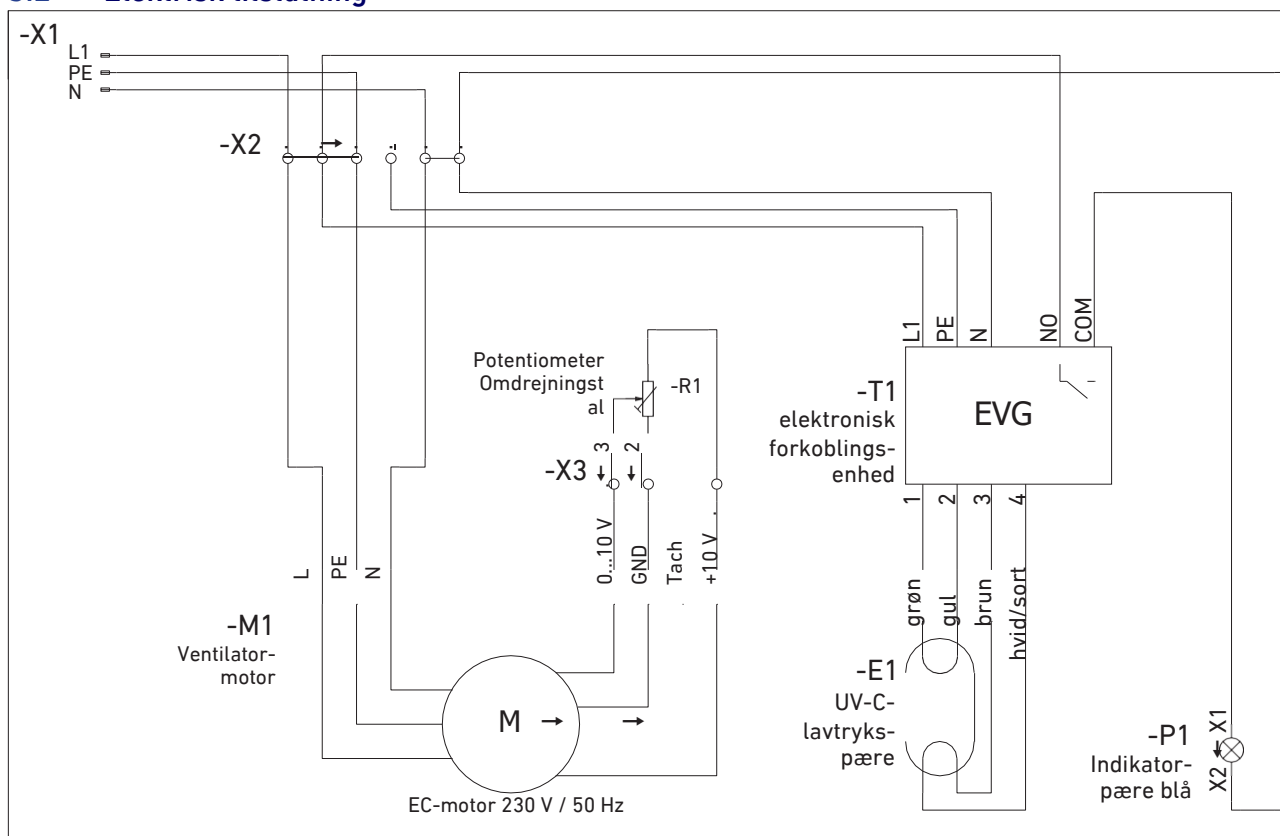 -X1
L1
PE
N
-X2
L1
PE
N
NO
COM
Potentiometer
Omdrejningst
al
-R1
-T1
elektronisk
forkoblings-
enhed
EVG
3
2
-X3
1
2
3
4
0...10 V
GND
Tach
+10 V
L
PE
N
grøn
gul
brun
hvid/sort
-M1
Ventilator-
motor
M
-E1
UV-C-
lavtryks-
pære
-P1
Indikator-
pære blå
X1
X2
EC-motor 230 V / 50 Hz